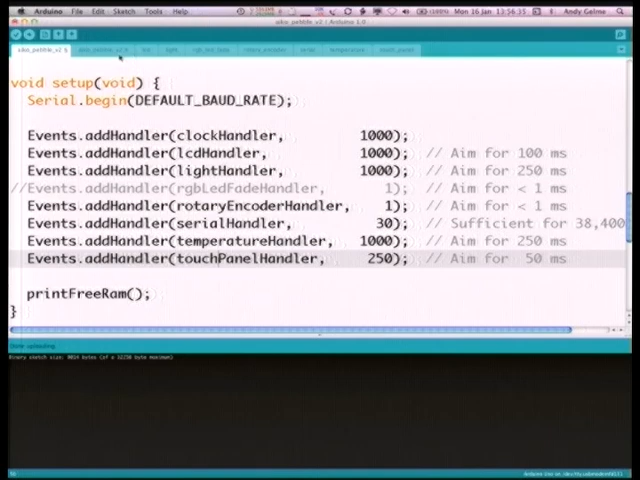 Arduino File Edit Sketch Tools Help (100%) Mon 16 Jan 13:56:35 Andy Gelme
void setup(void) {
Serial.begin(DEFAULT_BAUD_RATE);
Events.addHandler(clockHandler, 1000);
Events.addHandler(lcdHandler, 1000); // Aim for 100 ms
Events.addHandler(lightHandler, 1000); // Aim for 250 ms
//Events.addHandler(rgbLedFadeHandler, 1); // Aim for < 1 ms
Events.addHandler(rotaryEncoderHandler, 1); // Aim for < 1 ms
Events.addHandler(serialHandler, 30); // Sufficient for 38,400
Events.addHandler(temperatureHandler, 1000); // Aim for 250 ms
Events.addHandler(touchPanelHandler, 250); // Aim for 50 ms
printFreeRam();
}
Done uploading.